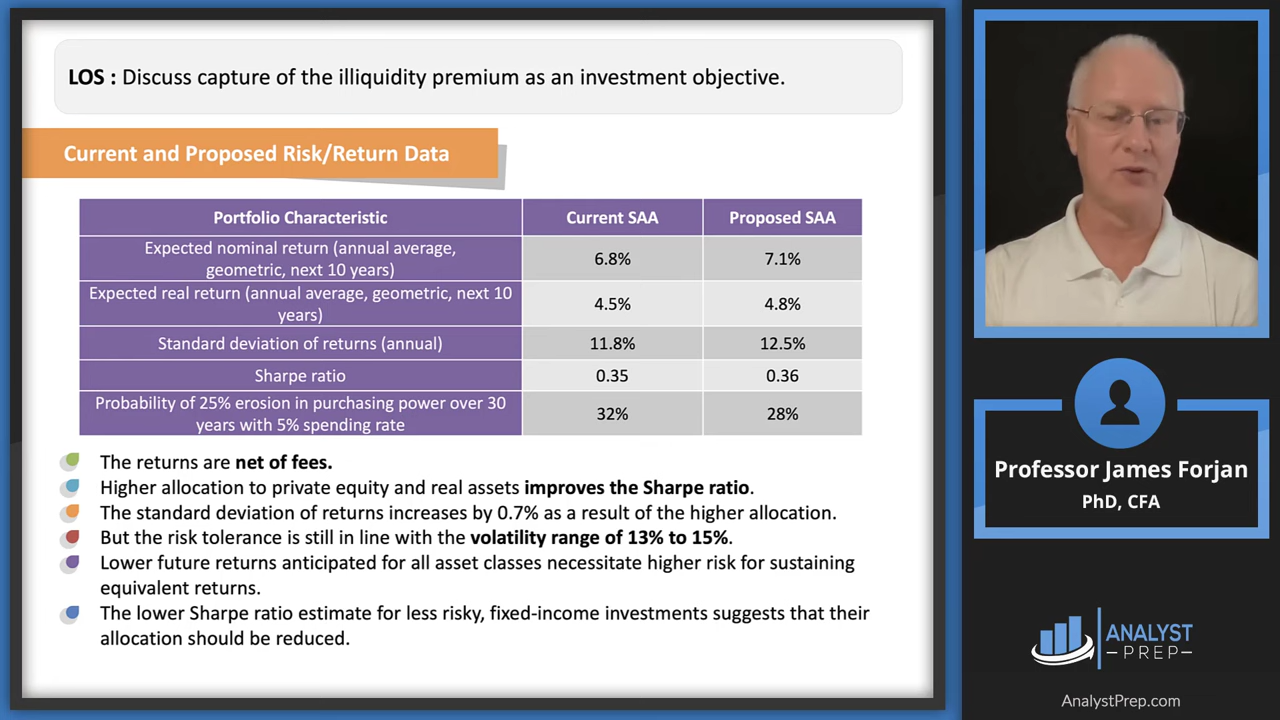 LOS : Discuss capture of the illiquidity premium as an investment objective.
Current and Proposed Risk/Return Data
Portfolio Characteristic Current SAA Proposed SAA
Expected nominal return (annual average,
geometric, next 10 years) 6.8% 7.1%
Expected real return (annual average, geometric, next 10
years) 4.5% 4.8%
Standard deviation of returns (annual) 11.8% 12.5%
Sharpe ratio 0.35 0.36
Probability of 25% erosion in purchasing power over 30
years with 5% spending rate 32% 28%
The returns are net of fees.
Higher allocation to private equity and real assets improves the Sharpe ratio.
The standard deviation of returns increases by 0.7% as a result of the higher allocation.
But the risk tolerance is still in line with the volatility range of 13% to 15%.
Lower future returns anticipated for all asset classes necessitate higher risk for sustaining
equivalent returns.
The lower Sharpe ratio estimate for less risky, fixed-income investments suggests that their
allocation should be reduced.
Professor James Forjan
PhD, CFA
ANALYST
PREP
AnalystPrep.com